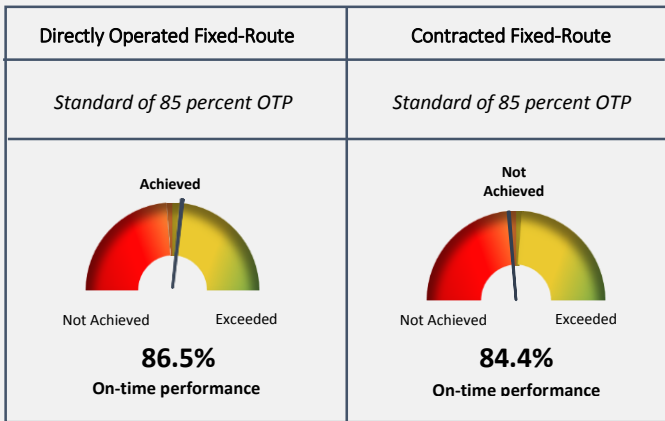 Directly Operated Fixed-Route
Contracted Fixed-Route
Standard of 85 percent OTP
Standard of 85 percent OTP
Achieved
Not Achieved
Exceeded
86.5%
On-time performance
Not
Achieved
Not Achieved
Exceeded
84.4%
On-time performance